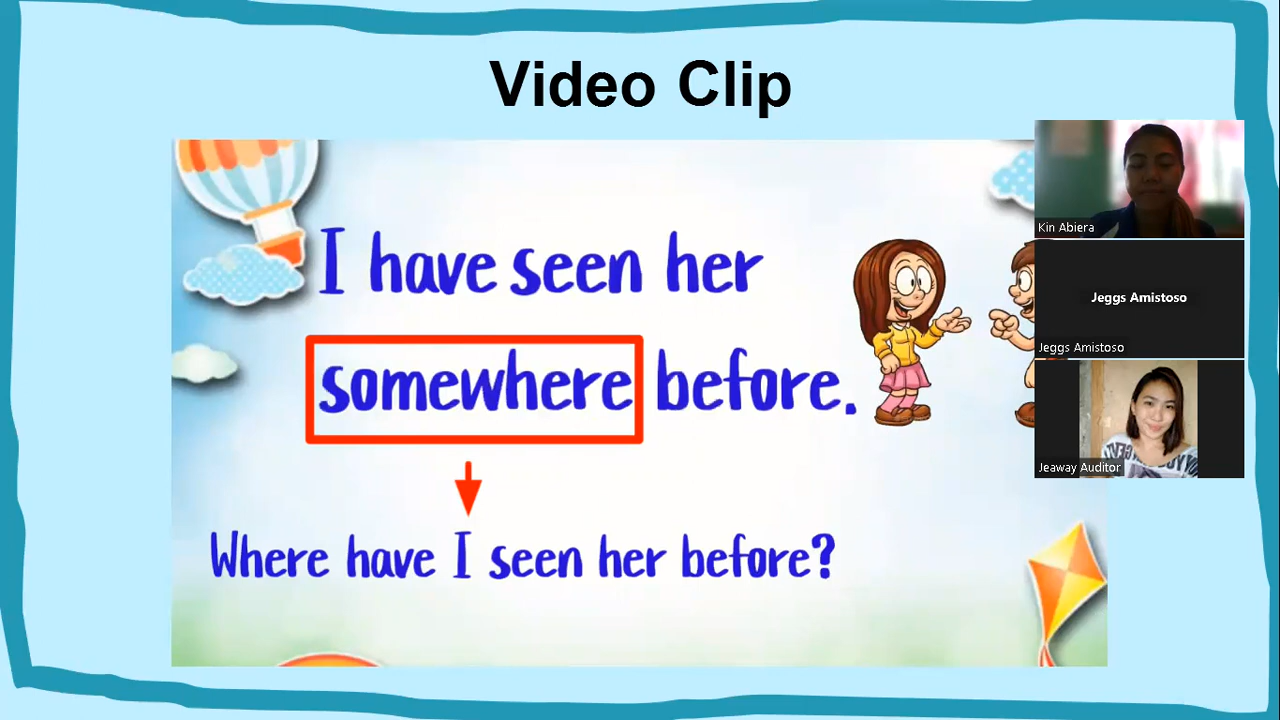 Video Clip
I have seen her
somewhere before.
Where have I seen her before?
Kin Abiera
Jeggs Amistoso
Jeggs Amistoso
Jeaway Auditor